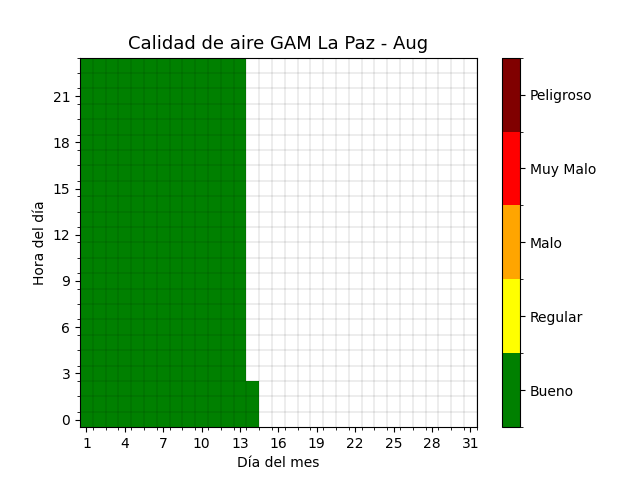 Calidad de aire GAM La Paz - Aug
Hora del día
21
18
15
12
9
6
3
0
1 4 7 10 13 16 19 22 25 28 31
Día del mes
Peligroso
Muy Malo
Malo
Regular
Bueno